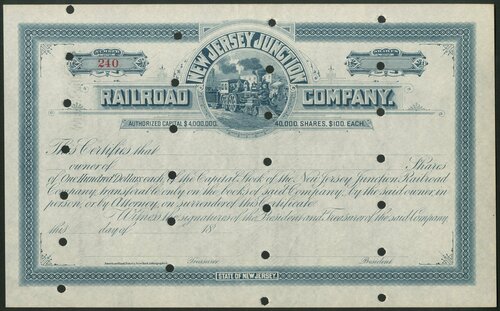 NUMBER
SHARES
240
NEW JERSEY JUNCTION
RAILROAD COMPANY.
AUTHORIZED CAPITAL $4,000,000. 40,000 SHARES, $100. EACH.
This Certifies that
owner of Shares
of One Hundred Dollars each, of the Capital Stock of the New Jersey Junction Railroad
Company, transferable only on the books of said Company, by the said owner in
person, or by Attorney, on surrender of this Certificate.
Witness the signatures of the President and Treasurer of the said Company
this day of 18
Treasurer President
STATE OF NEW JERSEY.